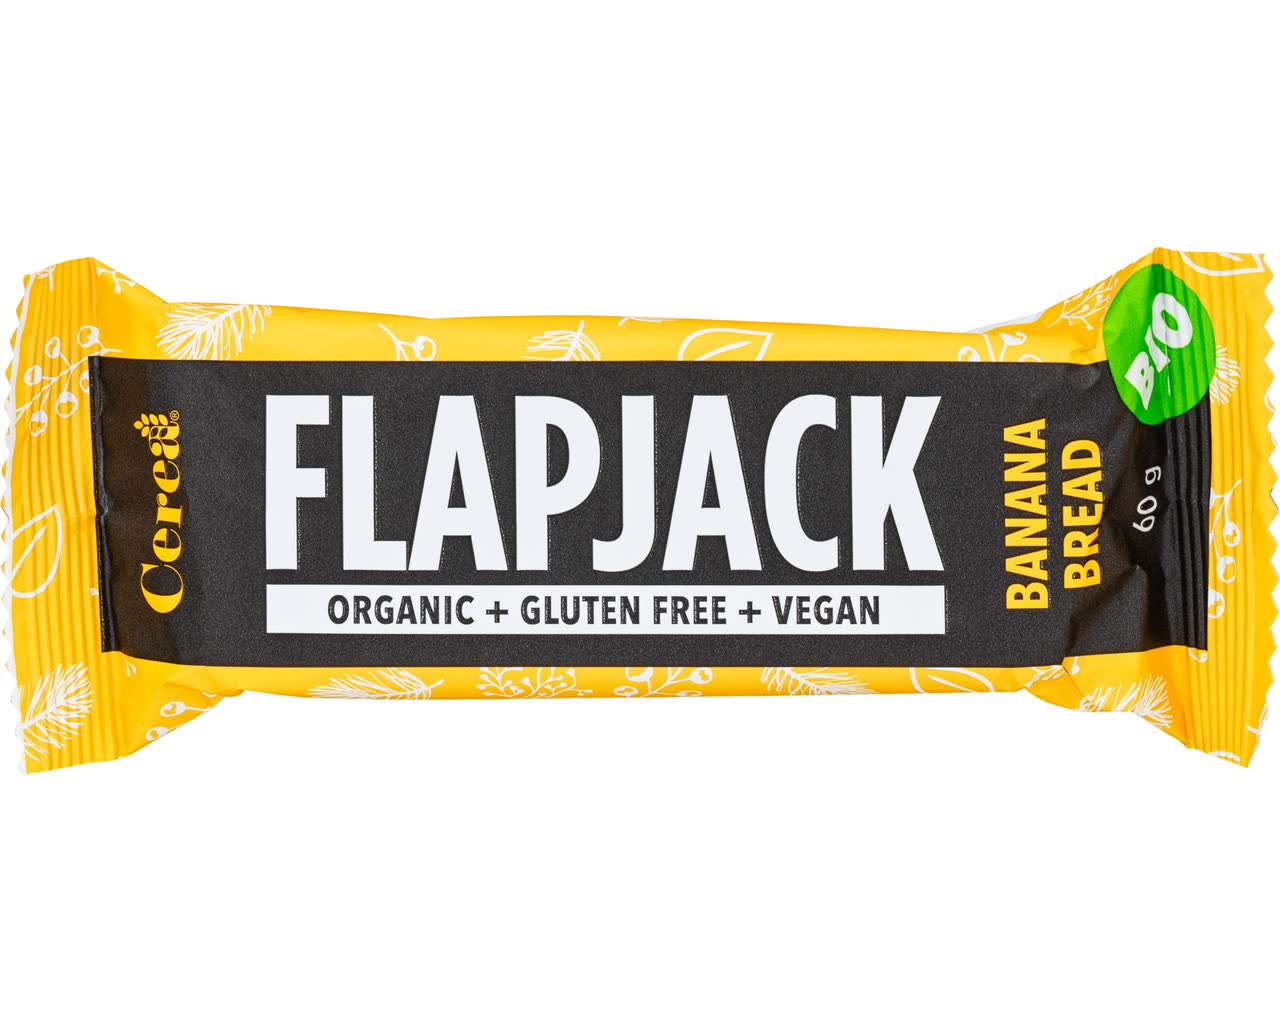 Cerea®
FLAPJACK
ORGANIC + GLUTEN FREE + VEGAN
BANANA
BREAD
BIO
60 g